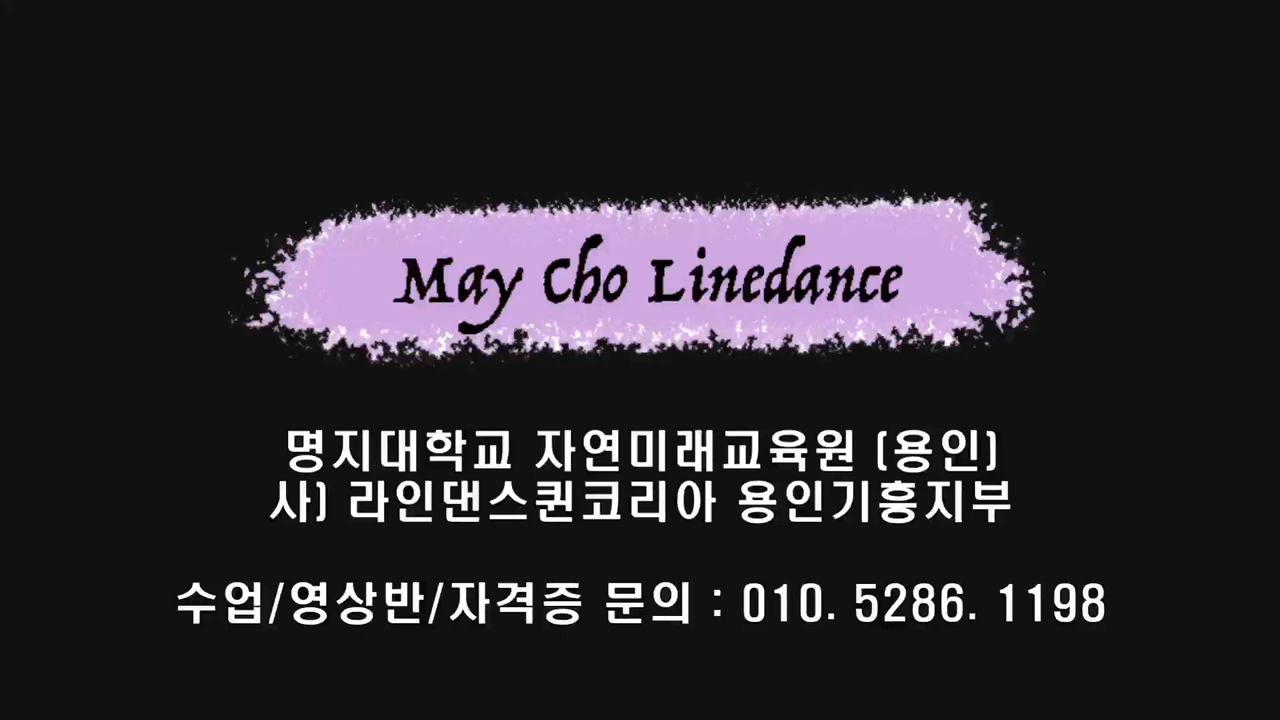 May Cho Linedance
명지대학교 자연미래교육원 (용인)
사) 라인댄스퀸코리아 용인기흥지부
수업/영상반/자격증 문의 : 010. 5286. 1198